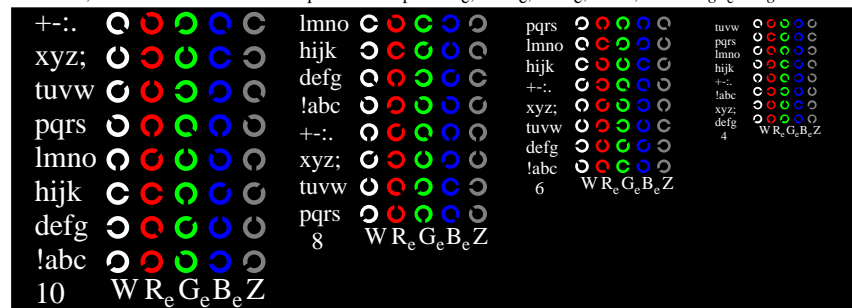 +-:.
xyz;
tuvw
pqrs
lmno
hijk
defg
!abc
10 W Re Ge Be Z
lmno
hijk
defg
!abc
+-:.
xyz;
tuvw
pqrs
8 W Re Ge Be Z
pqrs
lmno
hijk
+-:.
xyz;
tuvw
defg
!abc
6 W Re Ge Be Z
tuvw
pqrs
lmno
hijk
+-:.
!abc
xyz;
defg
4 W Re Ge Be Z